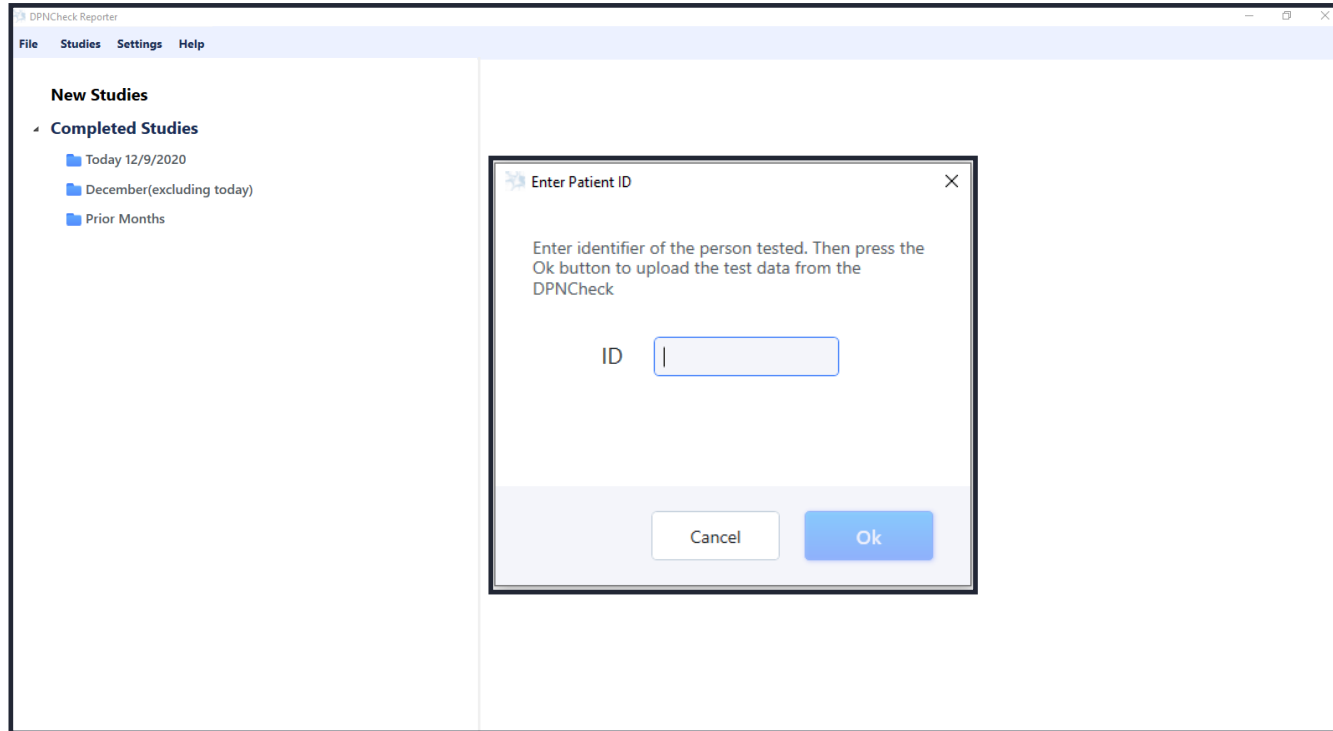 DPNCheck Reporter
File Studies Settings Help
New Studies
Completed Studies
Today 12/9/2020
December(excluding today)
Prior Months
Enter Patient ID
Enter identifier of the person tested. Then press the
Ok button to upload the test data from the
DPNCheck
ID
Cancel Ok